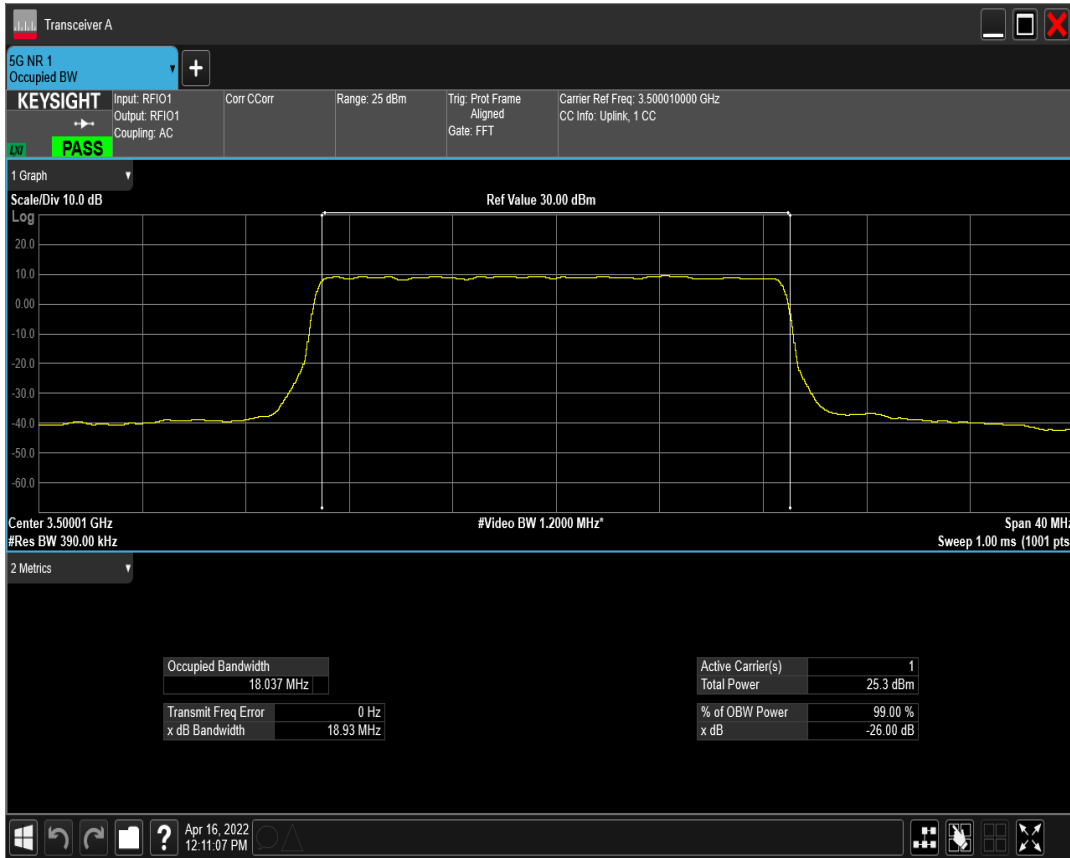 Transceiver A
5G NR 1
Occupied BW
KEYSIGHT
LXI
PASS
Input: RFIO1
Output: RFIO1
Coupling: AC
Corr CCorr
Range: 25 dBm
Trig: Prot Frame
Aligned
Gate: FFT
Carrier Ref Freq: 3.500010000 GHz
CC Info: Uplink, 1 CC
1 Graph
Scale/Div 10.0 dB
Ref Value 30.00 dBm
Log
20.0
10.0
0.00
-10.0
-20.0
-30.0
-40.0
-50.0
-60.0
Center 3.50001 GHz
#Video BW 1.2000 MHz*
Span 40 MHz
#Res BW 390.00 kHz
Sweep 1.00 ms (1001 pts
2 Metrics
Occupied Bandwidth
18.037 MHz
Transmit Freq Error 0 Hz
x dB Bandwidth 18.93 MHz
Active Carrier(s) 1
Total Power 25.3 dBm
% of OBW Power 99.00 %
x dB -26.00 dB
?
Apr 16, 2022
12:11:07 PM